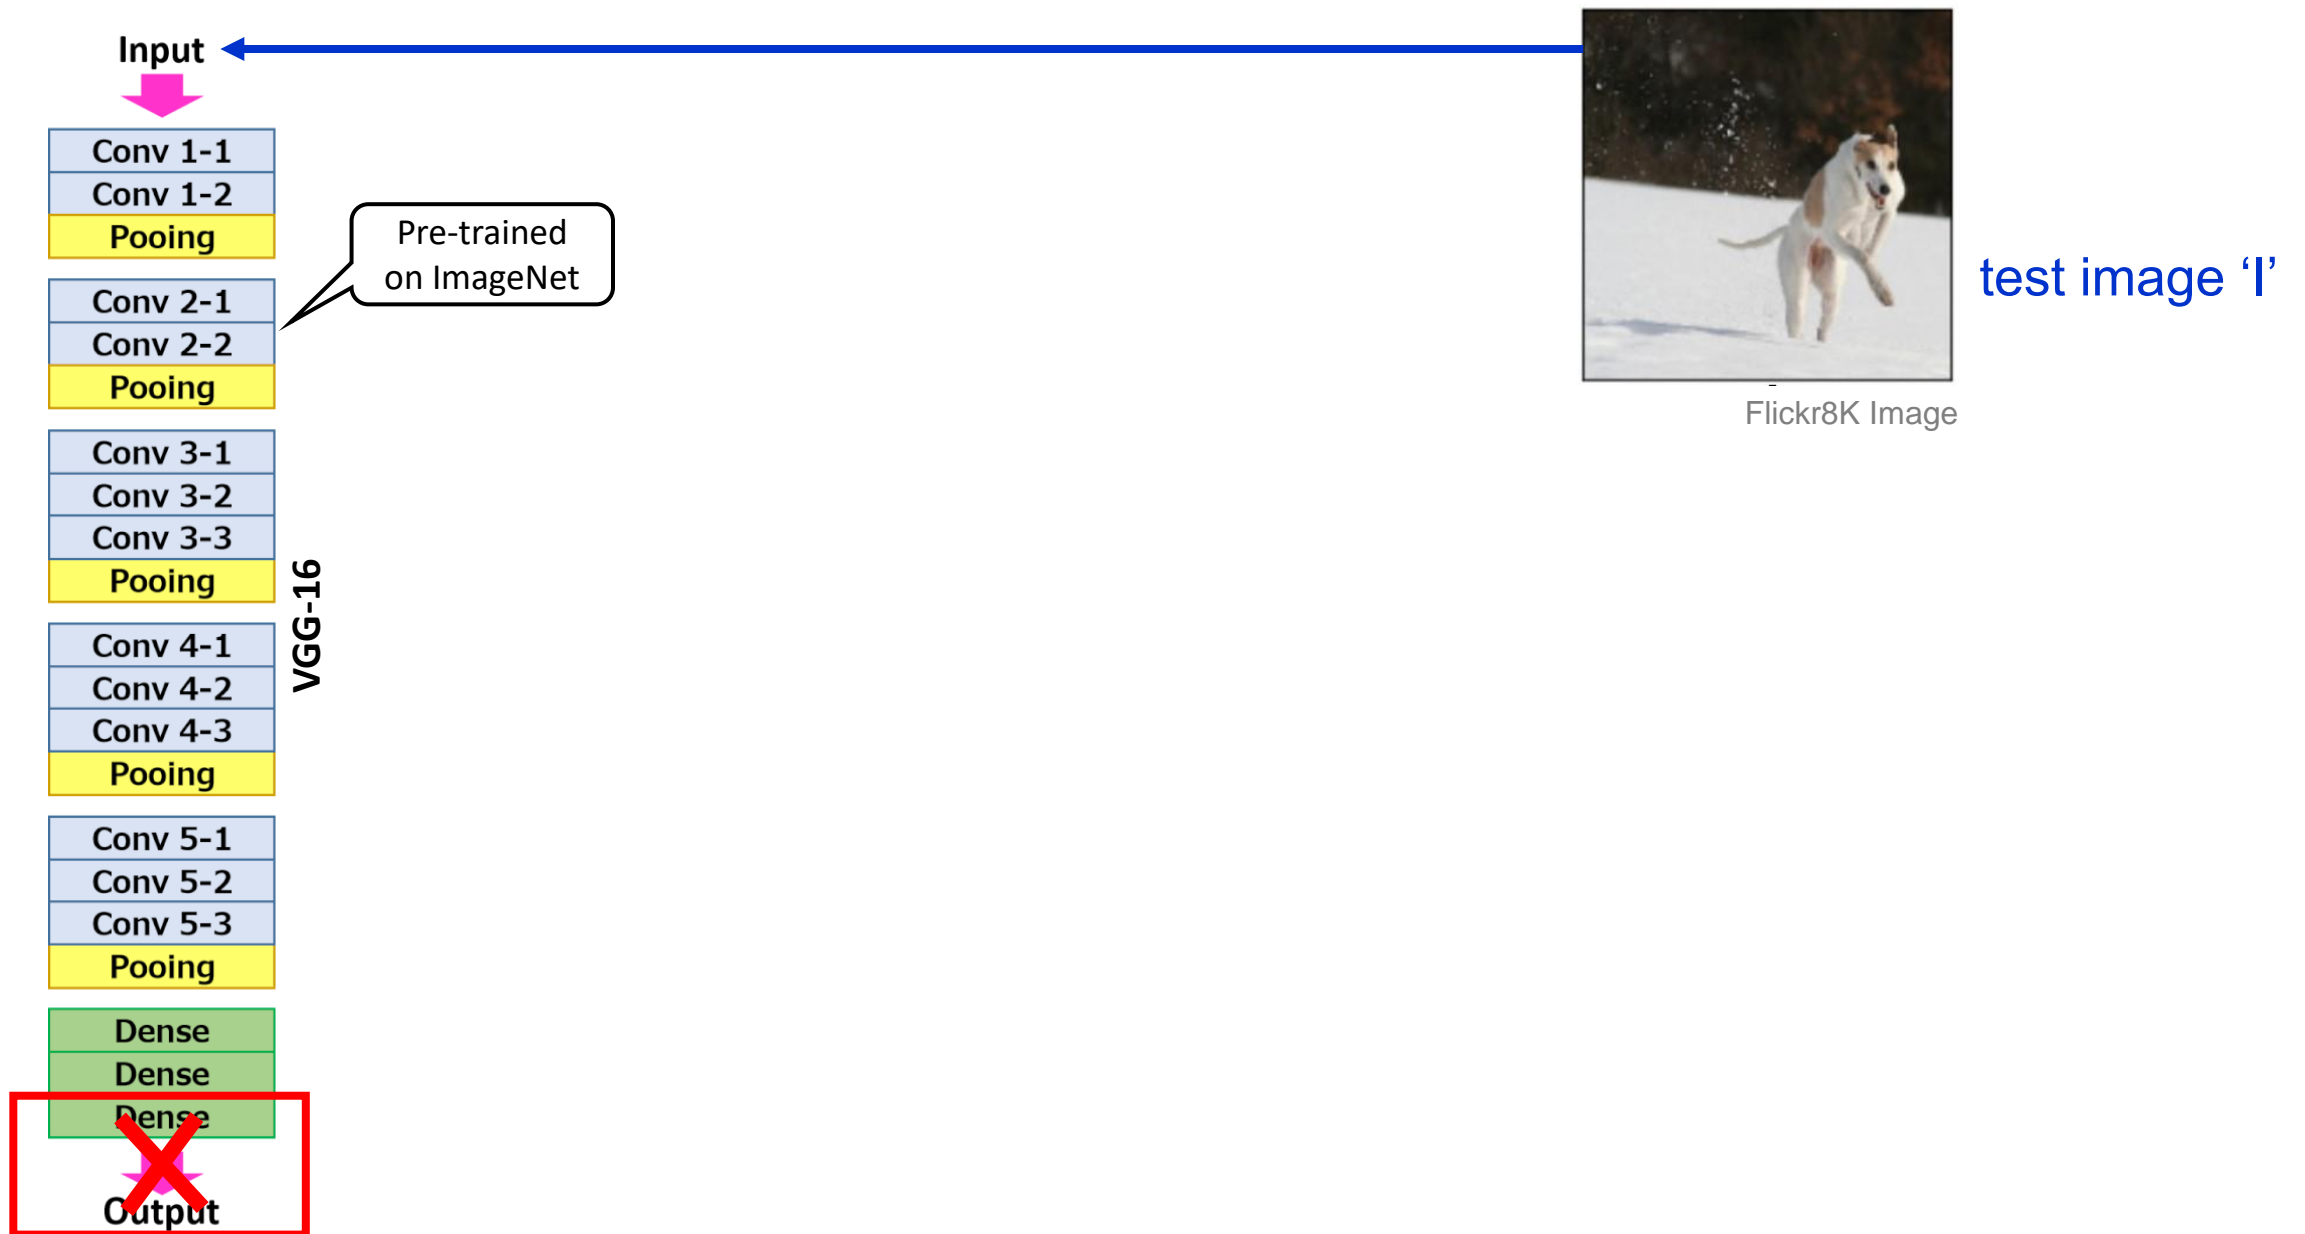 Input
Conv 1-1
Conv 1-2
Pooing
Pre-trained
on ImageNet
Conv 2-1
Conv 2-2
Pooing
Conv 3-1
Conv 3-2
Conv 3-3
Pooing
Conv 4-1
Conv 4-2
Conv 4-3
Pooing
Conv 5-1
Conv 5-2
Conv 5-3
Pooing
Dense
Dense
Dense
Output
VGG-16
test image ‘I’
Flickr8K Image